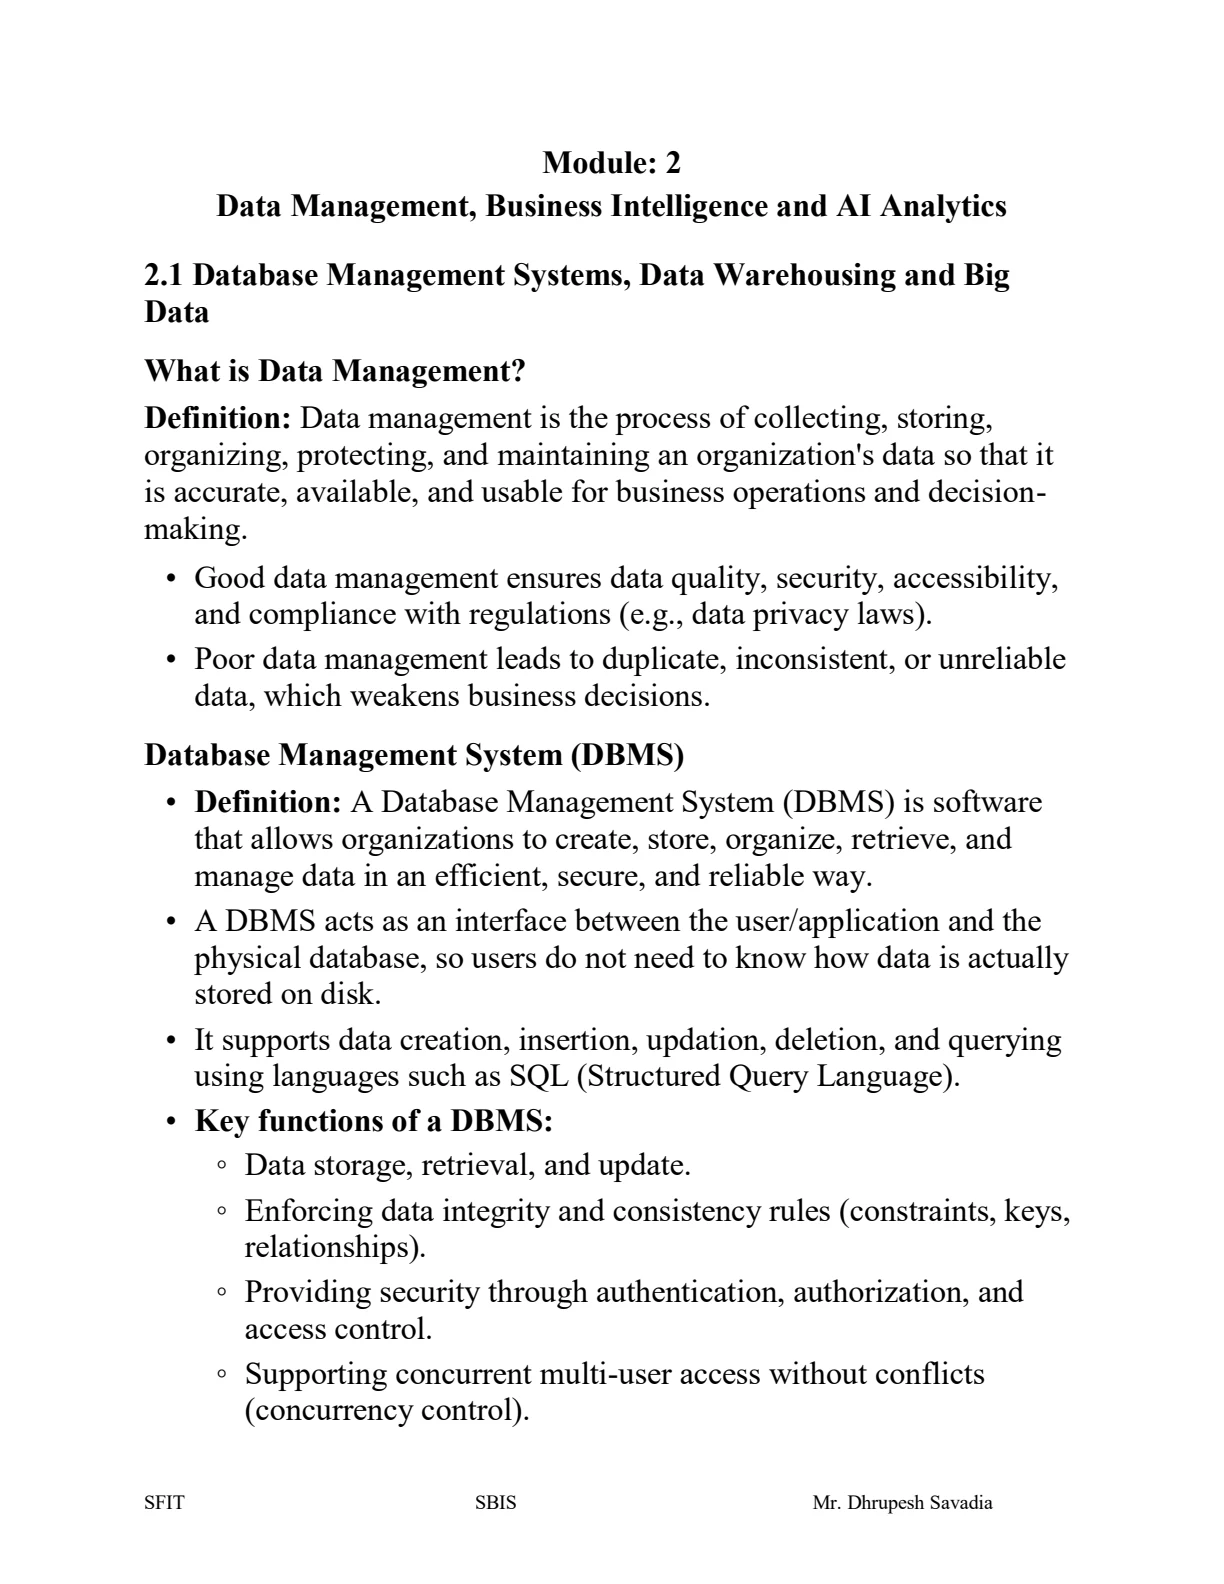 Module: 2
Data Management, Business Intelligence and AI Analytics
2.1 Database Management Systems, Data Warehousing and Big
Data
What is Data Management?
Definition: Data management is the process of collecting, storing,
organizing, protecting, and maintaining an organization's data so that it
is accurate, available, and usable for business operations and decision-
making.
• Good data management ensures data quality, security, accessibility,
and compliance with regulations (e.g., data privacy laws).
• Poor data management leads to duplicate, inconsistent, or unreliable
data, which weakens business decisions.
Database Management System (DBMS)
• Definition: A Database Management System (DBMS) is software
that allows organizations to create, store, organize, retrieve, and
manage data in an efficient, secure, and reliable way.
• A DBMS acts as an interface between the user/application and the
physical database, so users do not need to know how data is actually
stored on disk.
• It supports data creation, insertion, updation, deletion, and querying
using languages such as SQL (Structured Query Language).
• Key functions of a DBMS:
◦ Data storage, retrieval, and update.
◦ Enforcing data integrity and consistency rules (constraints, keys,
relationships).
◦ Providing security through authentication, authorization, and
access control.
◦ Supporting concurrent multi-user access without conflicts
(concurrency control).
SFIT SBIS Mr. Dhrupesh Savadia